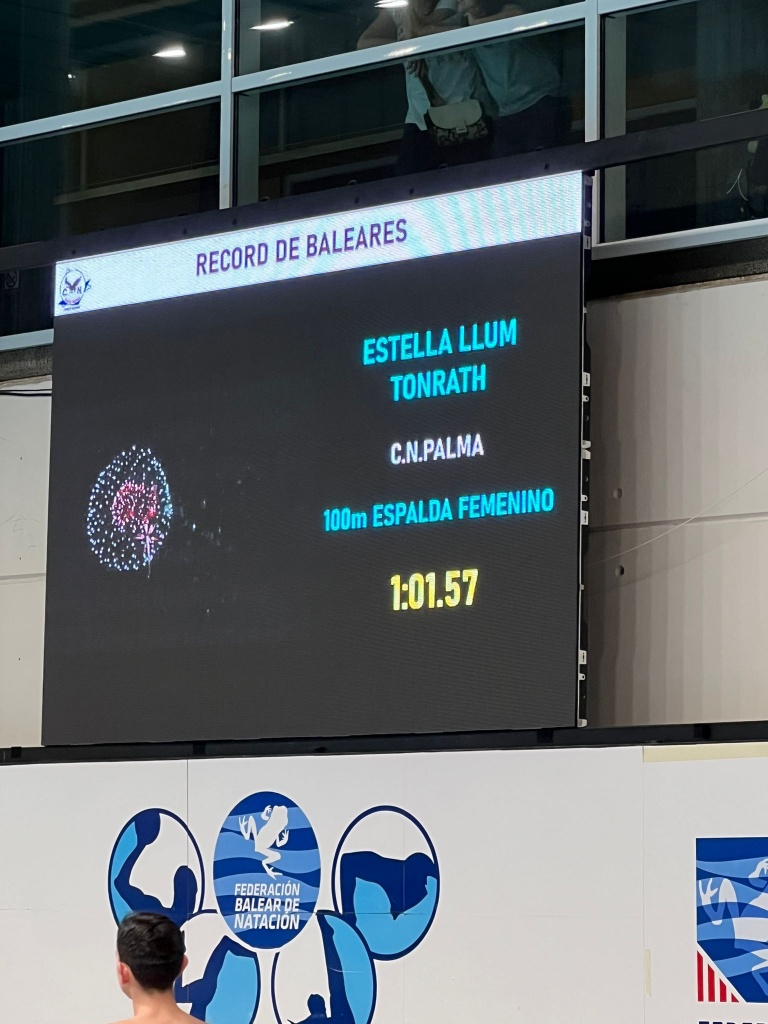 RECORD DE BALEARES
ESTELLA LLUM
TONRATH
C.N.PALMA
100m ESPALDA FEMENINO
1:01.57
FEDERACIÓN
BALEAR DE
NATACIÓN